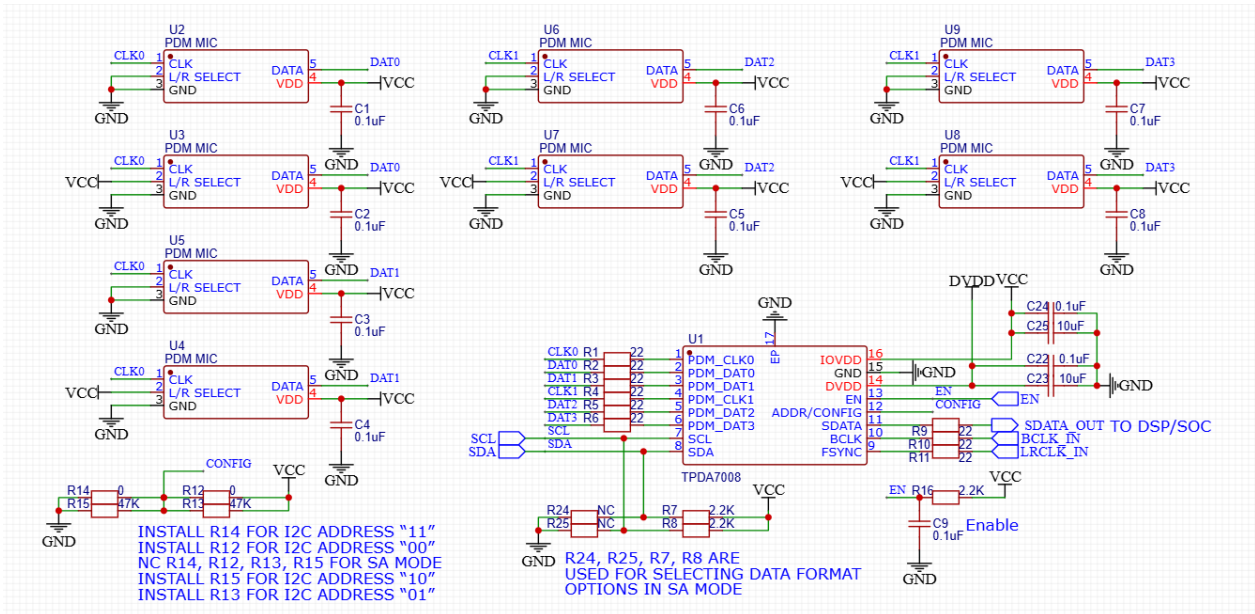 U2
PDM MIC
CLK0 1 CLK
2 L/R SELECT
3 GND
DATA 5 DAT0
VDD 4 VCC
C1
0.1uF
GND
GND
U6
PDM MIC
CLK1 1 CLK
2 L/R SELECT
3 GND
DATA 5 DAT2
VDD 4 VCC
C6
0.1uF
GND
GND
U9
PDM MIC
CLK1 1 CLK
2 L/R SELECT
3 GND
DATA 5 DAT3
VDD 4 VCC
C7
0.1uF
GND
GND
U3
PDM MIC
CLK0 1 CLK
VCC 2 L/R SELECT
3 GND
DATA 5 DAT0
VDD 4 VCC
C2
0.1uF
GND
GND
U7
PDM MIC
CLK1 1 CLK
VCC 2 L/R SELECT
3 GND
DATA 5 DAT2
VDD 4 VCC
C5
0.1uF
GND
GND
U8
PDM MIC
CLK1 1 CLK
VCC 2 L/R SELECT
3 GND
DATA 5 DAT3
VDD 4 VCC
C8
0.1uF
GND
GND
U5
PDM MIC
CLK0 1 CLK
2 L/R SELECT
3 GND
DATA 5 DAT1
VDD 4 VCC
C3
0.1uF
GND
GND
U4
PDM MIC
CLK0 1 CLK
VCC 2 L/R SELECT
3 GND
DATA 5 DAT1
VDD 4 VCC
C4
0.1uF
GND
GND
GND
U1
EP 17
CLK0 R1 22 1 PDM_CLK0
DAT0 R2 22 2 PDM_DAT0
DAT1 R3 22 3 PDM_DAT1
CLK1 R4 22 4 PDM_CLK1
DAT2 R5 22 5 PDM_DAT2
DAT3 R6 22 6 PDM_DAT3
SCL SCL 7 SCL
SDA SDA 8 SDA
IOVDD 16
GND 15 GND
DVDD 14
EN 13 EN EN
ADDR/CONFIG 12 CONFIG
SDATA 11 SDATA_OUT TO DSP/SOC
BCLK 10 R9 22 BCLK_IN
FSYNC 9 R10 LRCLK_IN
R11 22
TPDA7008
DVDD VCC
C24 0.1uF
C25 10uF
C22 0.1uF
C23 10uF
GND
CONFIG
VCC
R14 0 R12 0
R15 47K R13 47K
GND
INSTALL R14 FOR I2C ADDRESS “11”
INSTALL R12 FOR I2C ADDRESS “00”
NC R14, R12, R13, R15 FOR SA MODE
INSTALL R15 FOR I2C ADDRESS “10”
INSTALL R13 FOR I2C ADDRESS “01”
VCC
R24 NC R7 2.2K
R25 NC R8 2.2K
GND
R24, R25, R7, R8 ARE
USED FOR SELECTING DATA FORMAT
OPTIONS IN SA MODE
VCC
EN R16 2.2K
C9 Enable
0.1uF
GND